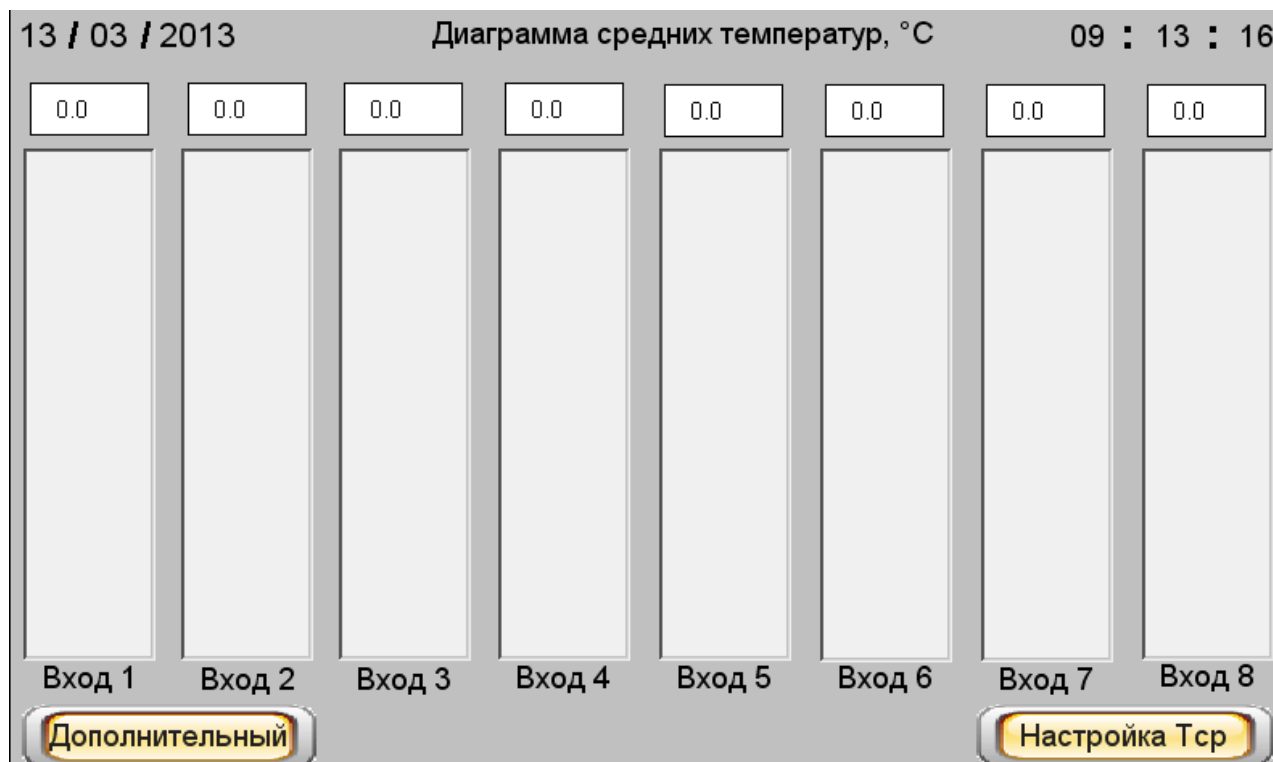 13 / 03 / 2013 Диаграмма средних температур, °C 09 : 13 : 16
0.0 0.0 0.0 0.0 0.0 0.0 0.0 0.0
Вход 1 Вход 2 Вход 3 Вход 4 Вход 5 Вход 6 Вход 7 Вход 8
Дополнительный Настройка Тср